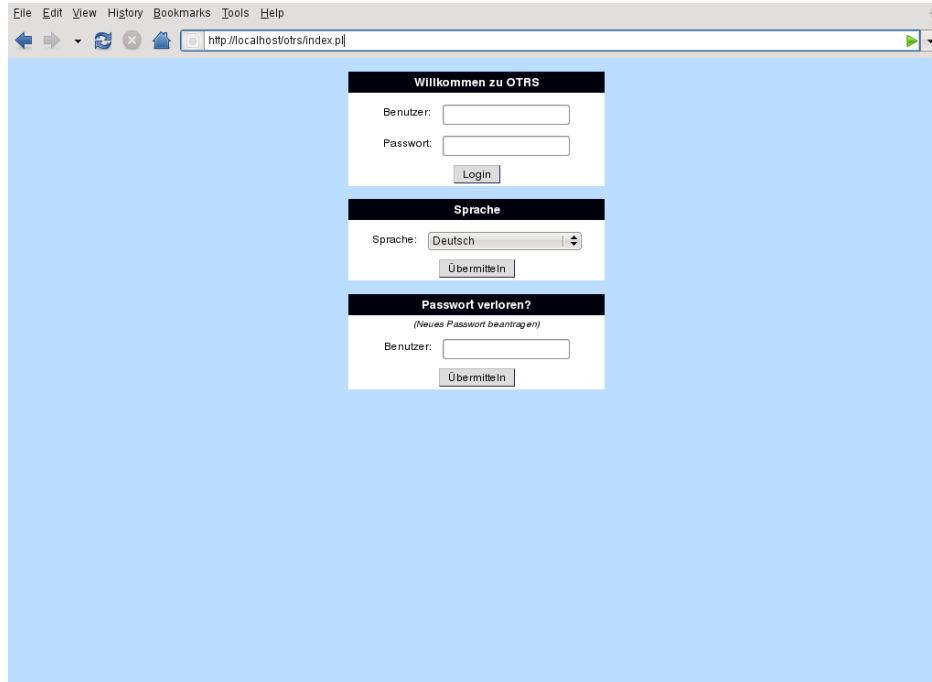 File Edit View History Bookmarks Tools Help
http://localhost/otrs/index.pl
Willkommen zu OTRS
Benutzer:
Passwort:
Login
Sprache
Sprache: Deutsch
Übermitteln
Passwort verloren?
(Neues Passwort beantragen)
Benutzer:
Übermitteln